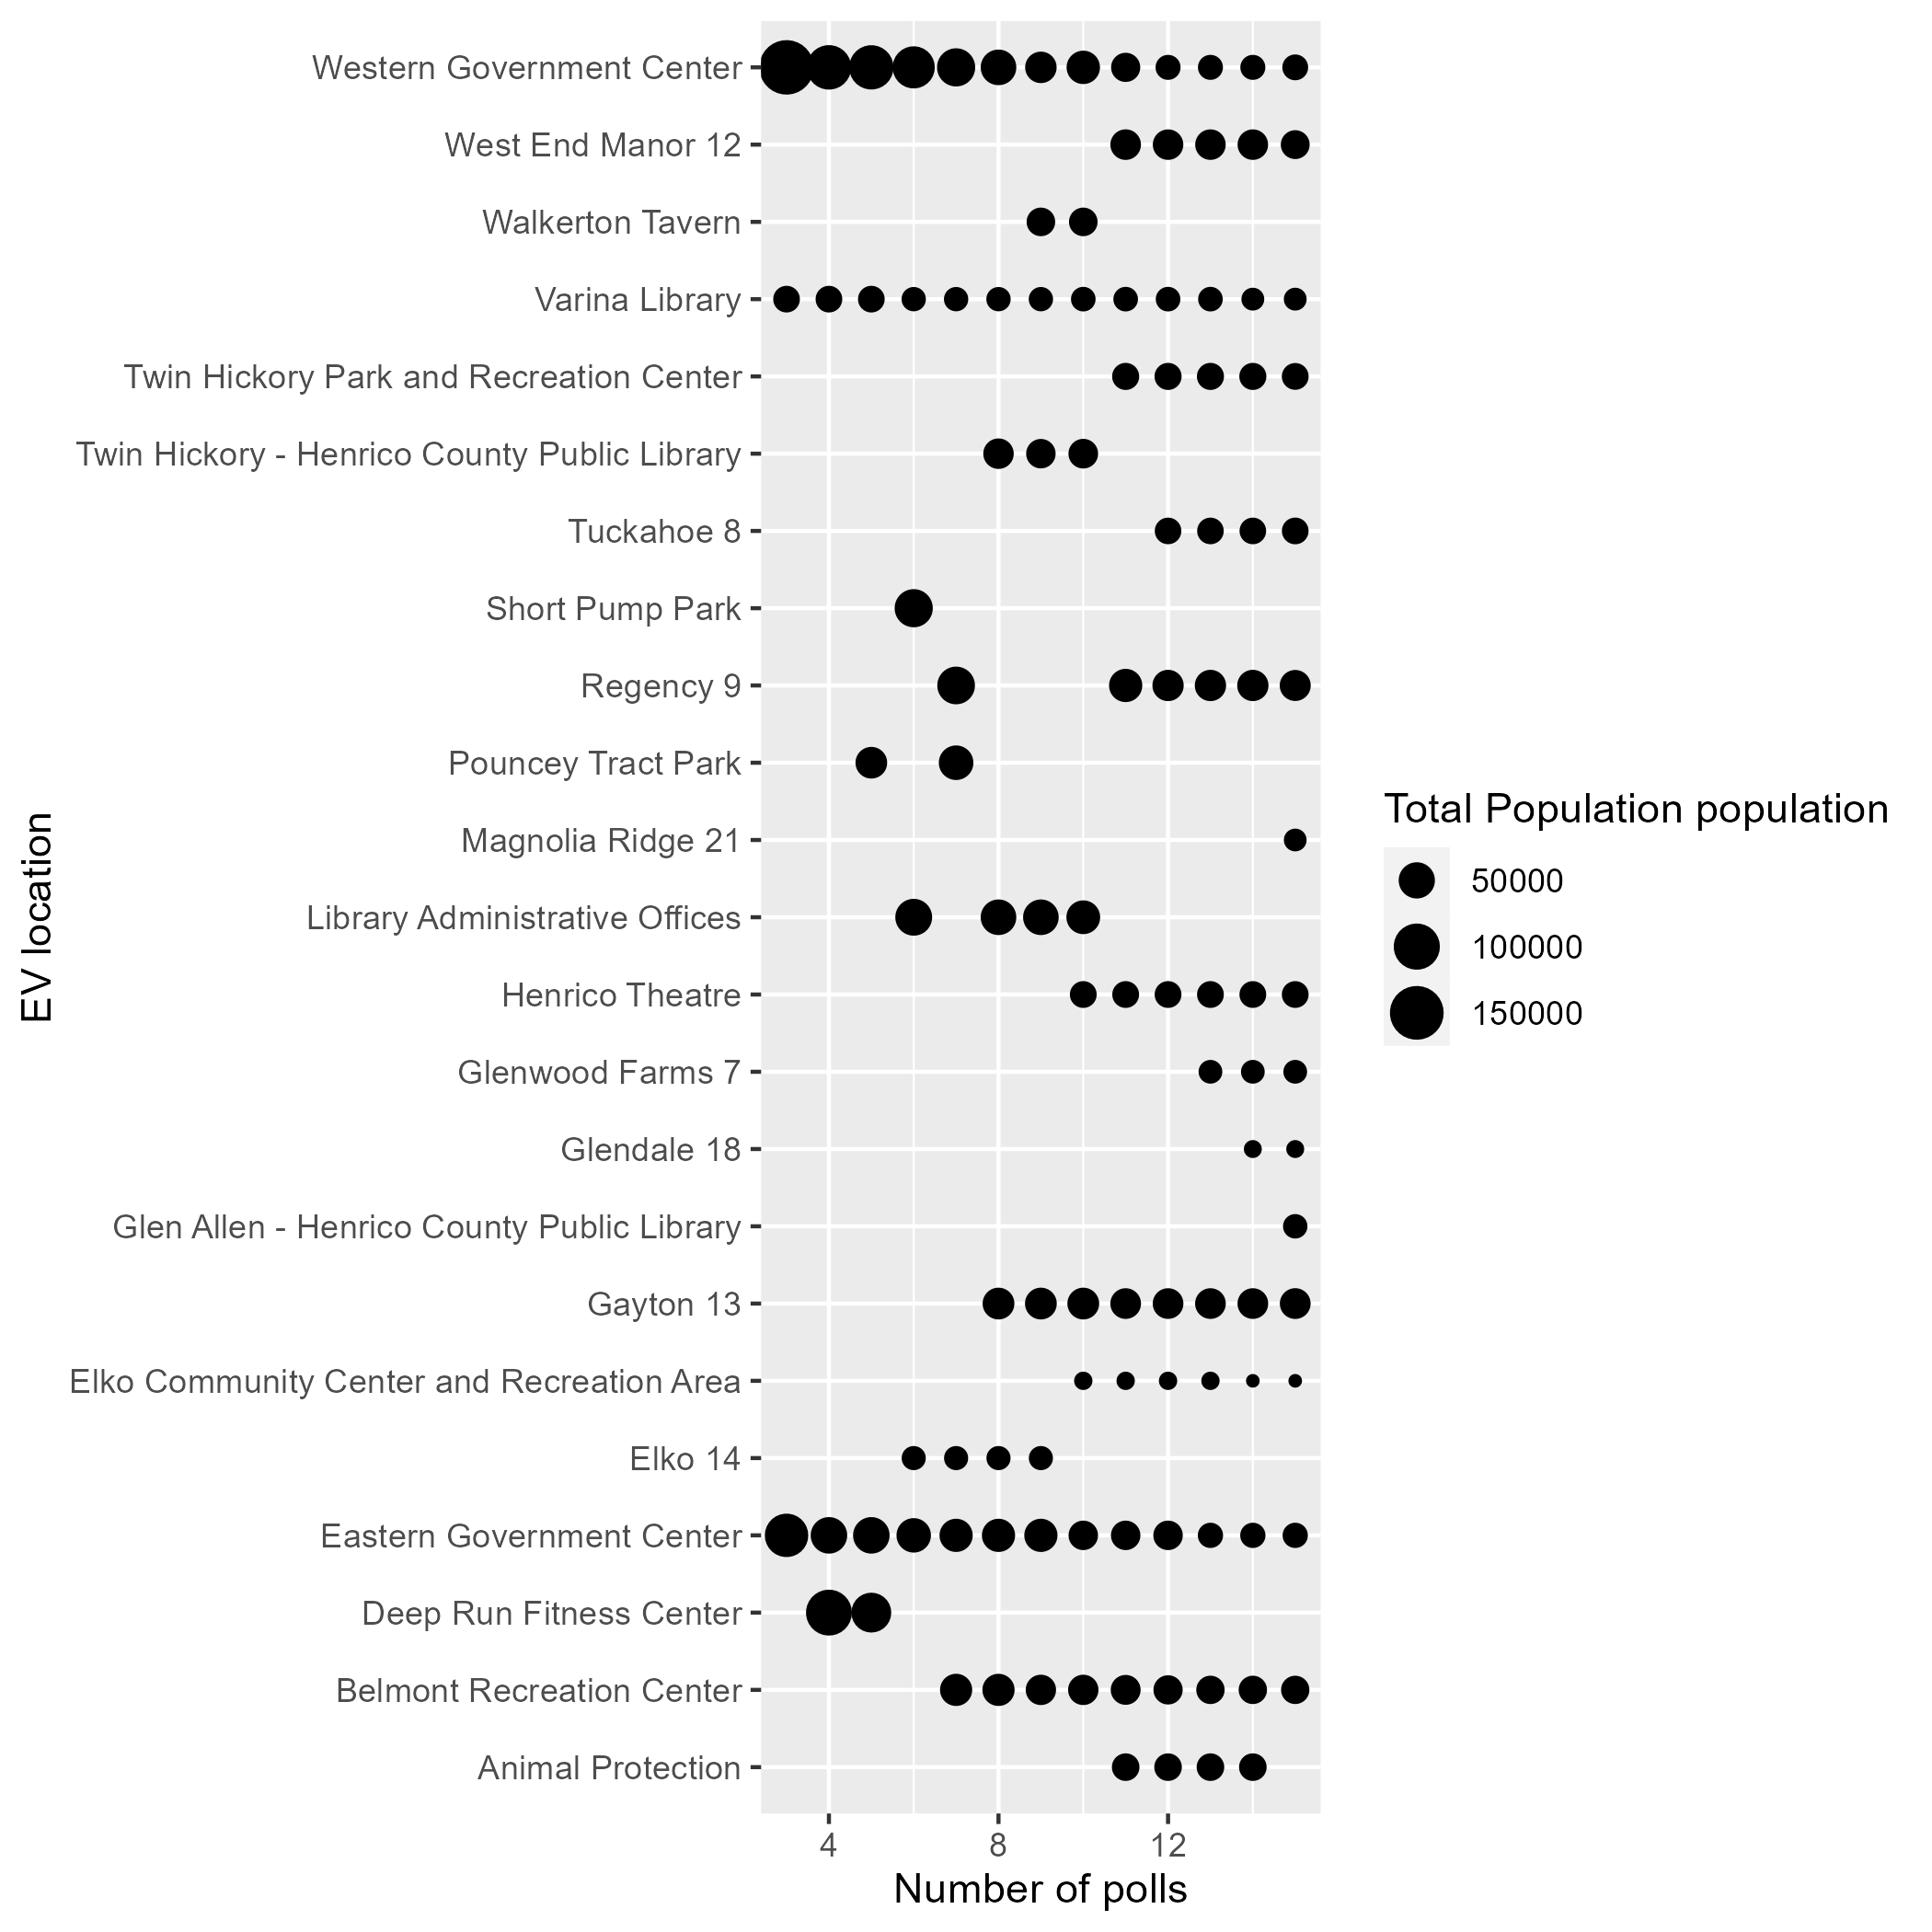 Western Government Center
West End Manor 12
Walkerton Tavern
Varina Library
Twin Hickory Park and Recreation Center
Twin Hickory - Henrico County Public Library
Tuckahoe 8
Short Pump Park
Regency 9
Pouncey Tract Park
Magnolia Ridge 21
Library Administrative Offices
Henrico Theatre
Glenwood Farms 7
Glendale 18
Glen Allen - Henrico County Public Library
Gayton 13
Elko Community Center and Recreation Area
Elko 14
Eastern Government Center
Deep Run Fitness Center
Belmont Recreation Center
Animal Protection
EV location
4 8 12
Number of polls
Total Population population
50000
100000
150000